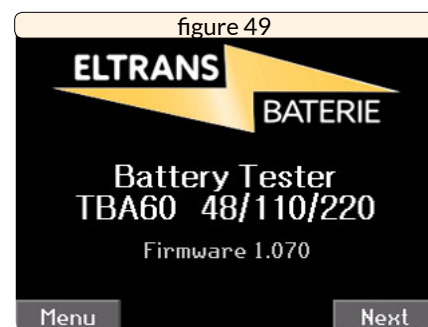 figure 49
ELTRANS
BATERIE
Battery Tester
TBA60 48/110/220
Firmware 1.070
Menu Next